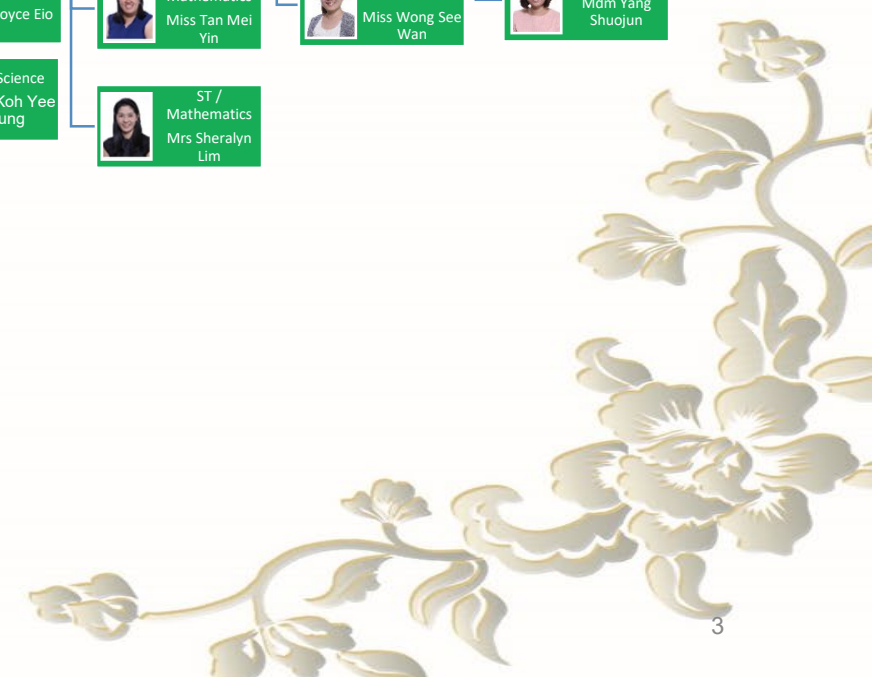 oyce Eio
Mathematics
Miss Tan Mei
Yin
Miss Wong See
Wan
Mdm Yang
Shuojun
Science
Koh Yee
ung
ST /
Mathematics
Mrs Sheralyn
Lim
3